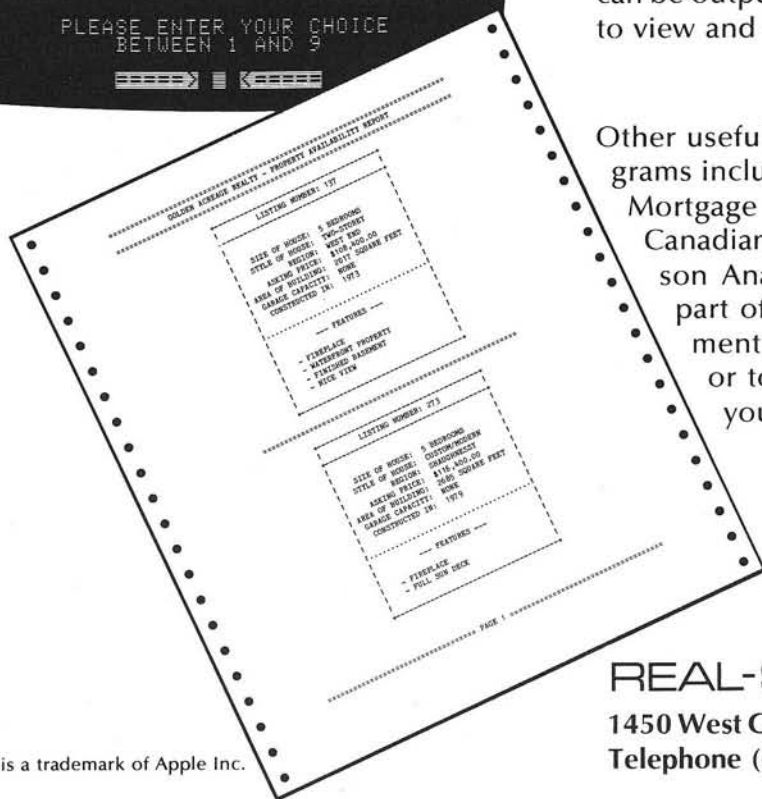 PLEASE ENTER YOUR CHOICE
BETWEEN 1 AND 9
to view and
Other usefu
grams inclu
Mortgage
Canadian
son Ana
part of
ment
or to
you
GOLDEN ACREAGE REALTY - PROPERTY AVAILABILITY REPORT
LISTING NUMBER: 137
SIZE OF HOUSE: 5 BEDROOMS
STYLE OF HOUSE: TWO-STOREY
REGION: WEST END
ASKING PRICE: $108,400.00
AREA OF BUILDING: 2017 SQUARE FEET
GARAGE CAPACITY: NONE
CONSTRUCTED IN: 1973
--- FEATURES ---
- FIREPLACE
- WATERFRONT PROPERTY
- FINISHED BASEMENT
- NICE VIEW
LISTING NUMBER: 273
SIZE OF HOUSE: 5 BEDROOMS
STYLE OF HOUSE: CUSTOM/MODERN
REGION: SHAUGHNESSY
ASKING PRICE: $116,400.00
AREA OF BUILDING: 2685 SQUARE FEET
GARAGE CAPACITY: NONE
CONSTRUCTED IN: 1979
--- FEATURES ---
- FIREPLACE
- FULL SUN DECK
PAGE 1
REAL-
1450 West
Telephone (
is a trademark of Apple Inc.